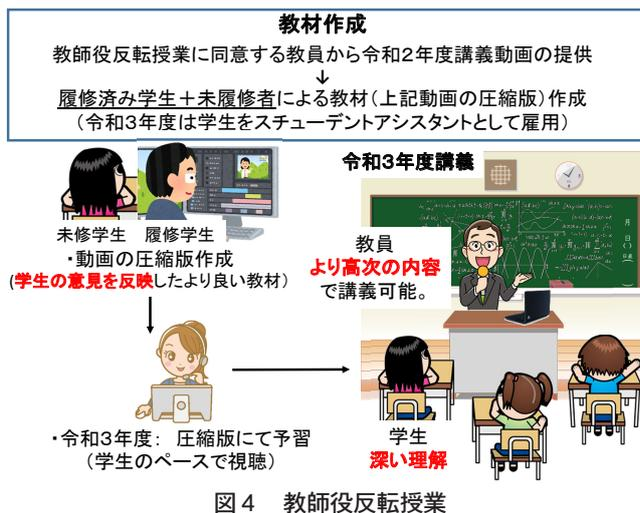 教材作成
教師役反転授業に同意する教員から令和2年度講義動画の提供
↓
履修済み学生+未履修者による教材(上記動画の圧縮版)作成
(令和3年度は学生をスチューデントアシスタントとして雇用)
未修学生 履修学生
・動画の圧縮版作成
(学生の意見を反映したより良い教材)
・令和3年度: 圧縮版にて予習
(学生のペースで視聴)
令和3年度講義
月
日
教員
より高次の内容
で講義可能。
学生
深い理解
図4 教師役反転授業